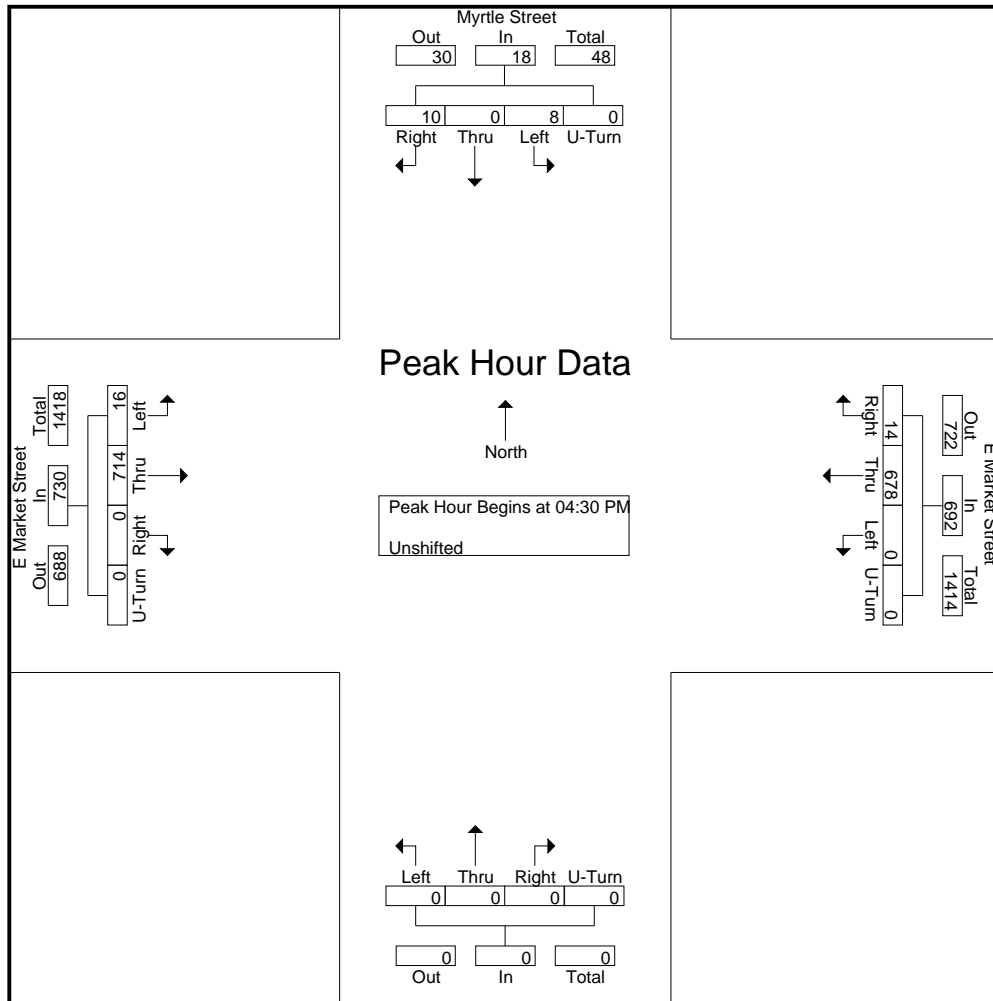 Myrtle Street
Out In Total
30 18 48
10 0 8 0
Right Thru Left U-Turn
Peak Hour Data
North
Peak Hour Begins at 04:30 PM
Unshifted
E Market Street
Out In Total
688 730 1418
U-Turn Right Thru Left
0 0 714 16
E Market Street
Out In Total
722 692 1414
14 678 0 0
Right Thru Left U-Turn
Left Thru Right U-Turn
0 0 0 0
0 0 0
Out In Total